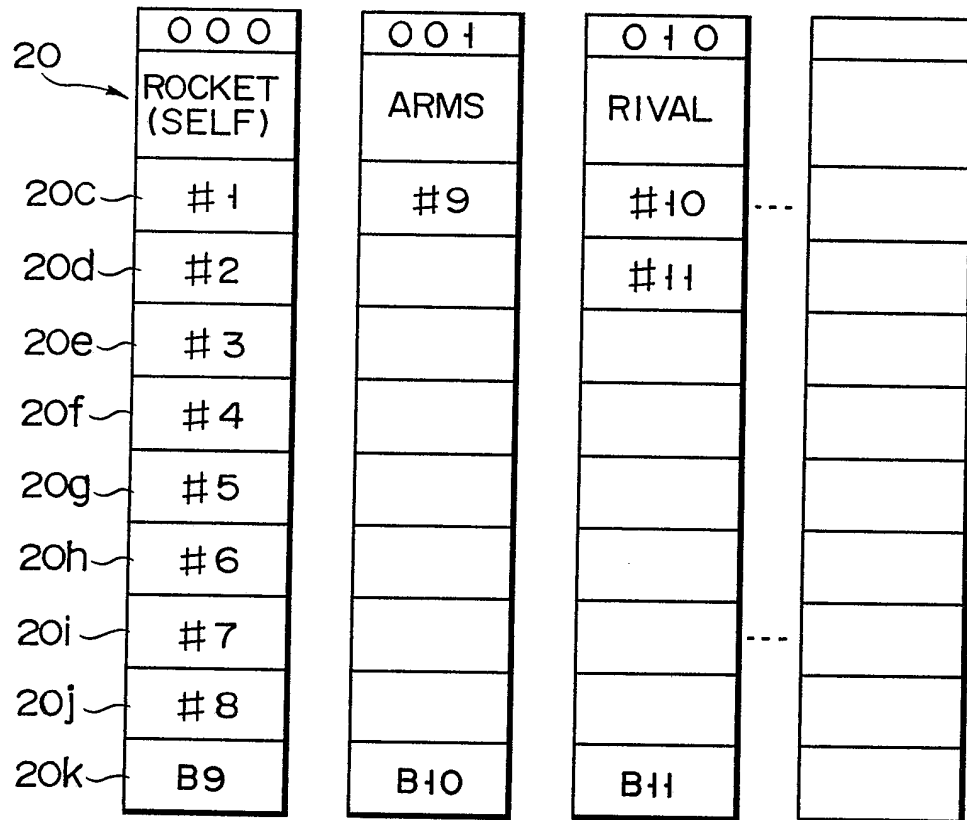 000 001 010
20 ROCKET (SELF) ARMS RIVAL
20c #1 #9 #10 ---
20d #2 #11
20e #3
20f #4
20g #5
20h #6
20i #7 ---
20j #8
20k B9 B10 B11